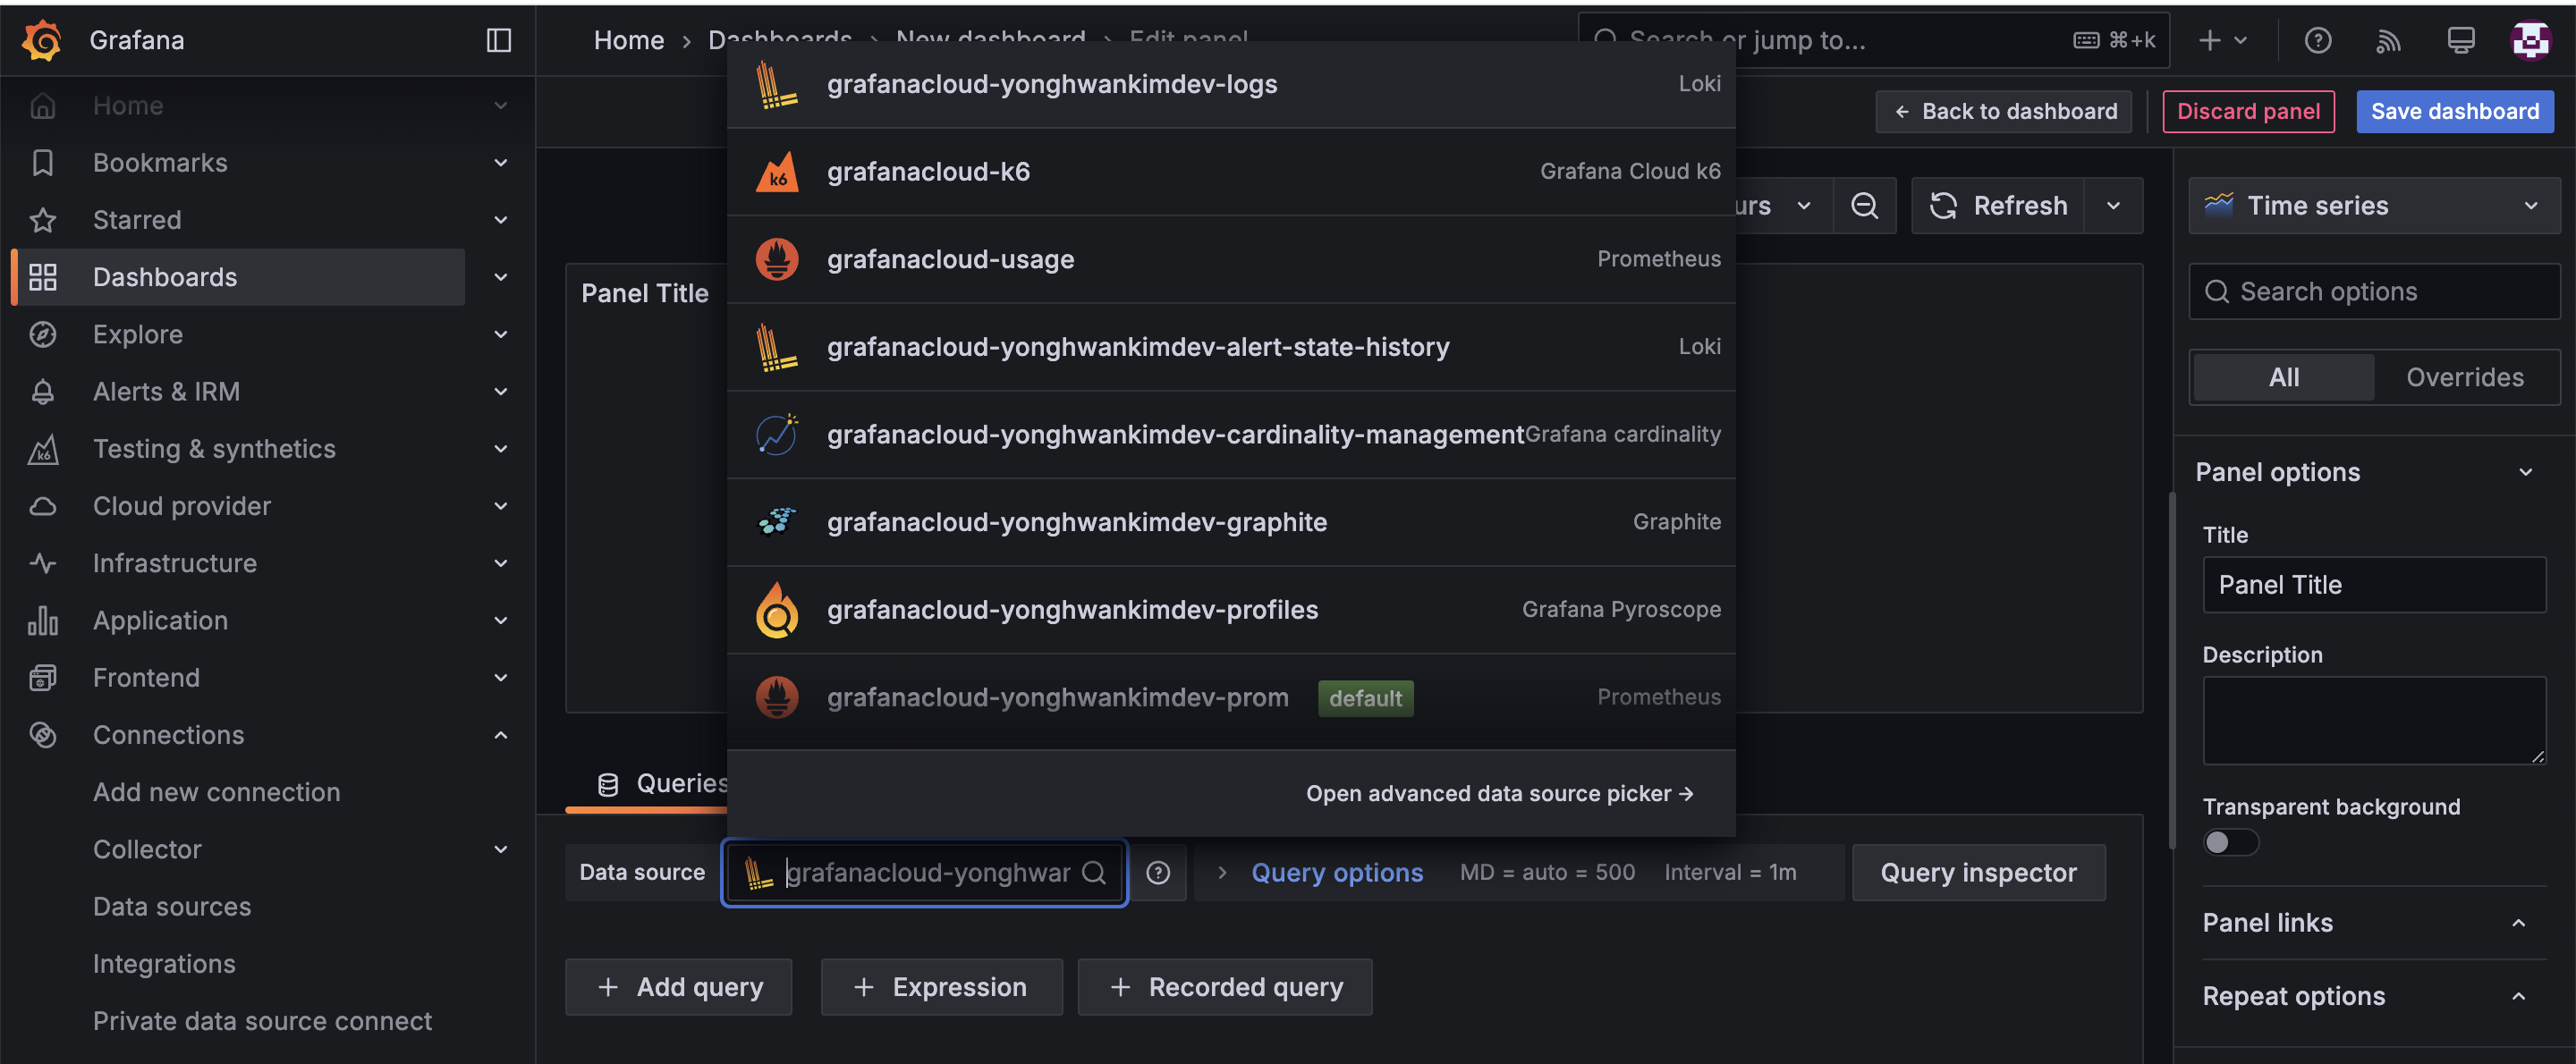 Grafana
Home
Bookmarks
Starred
Dashboards
Explore
Alerts & IRM
Testing & synthetics
Cloud provider
Infrastructure
Application
Frontend
Connections
Add new connection
Collector
Data sources
Integrations
Private data source connect
Home › Dashboards › New dashboard › Edit panel
Search or jump to...
⌘+k
← Back to dashboard
Discard panel
Save dashboard
urs
Refresh
Panel Title
grafanacloud-yonghwankimdev-logs Loki
k6 grafanacloud-k6 Grafana Cloud k6
grafanacloud-usage Prometheus
grafanacloud-yonghwankimdev-alert-state-history Loki
grafanacloud-yonghwankimdev-cardinality-management Grafana cardinality
grafanacloud-yonghwankimdev-graphite Graphite
grafanacloud-yonghwankimdev-profiles Grafana Pyroscope
grafanacloud-yonghwankimdev-prom default Prometheus
Open advanced data source picker →
Queries
Data source grafanacloud-yonghwar
Query options MD = auto = 500 Interval = 1m
Query inspector
+ Add query
+ Expression
+ Recorded query
Time series
Search options
All
Overrides
Panel options
Title
Panel Title
Description
Transparent background
Panel links
Repeat options